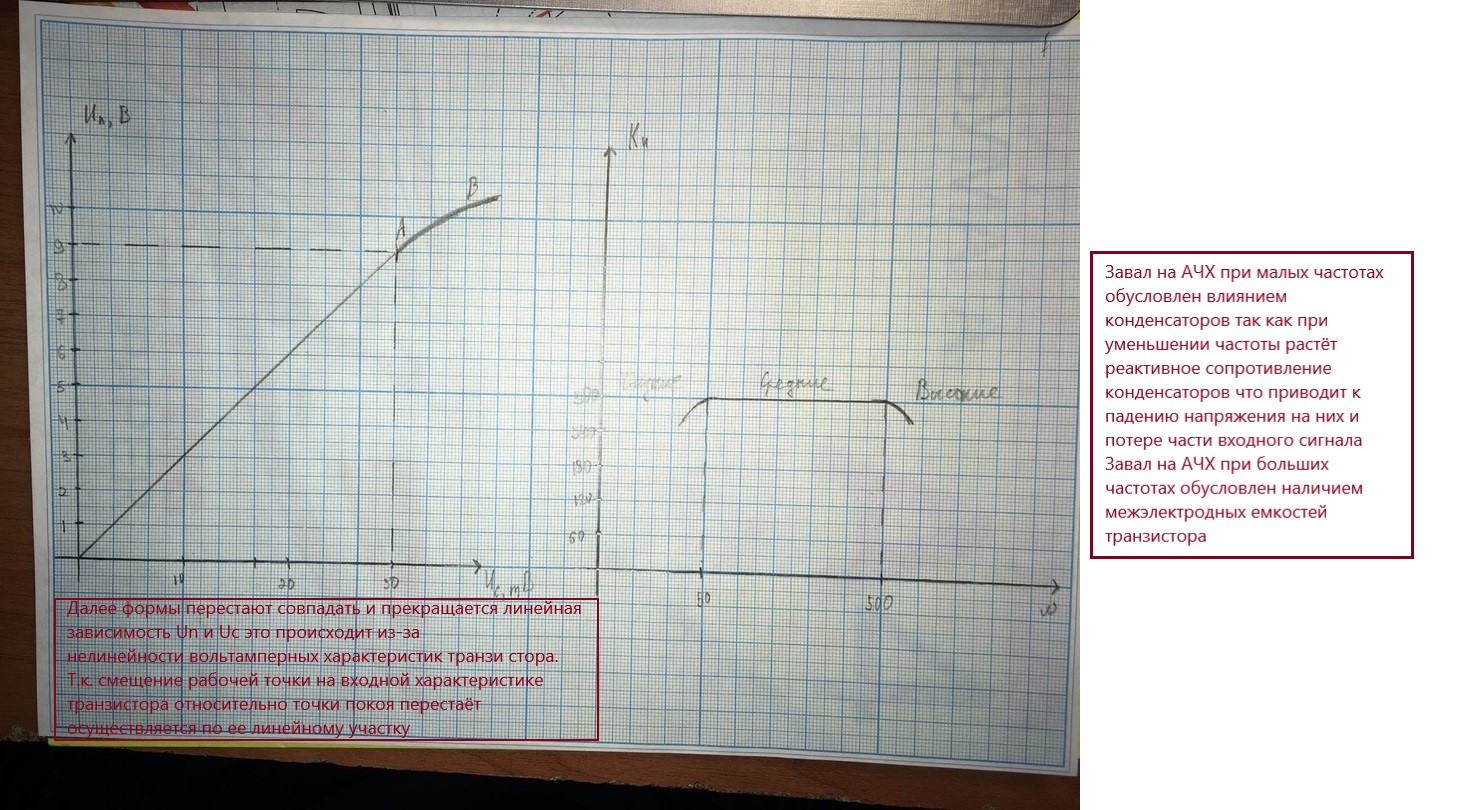 Uн, В
10
9
8
7
6
5
4
3
2
1
A
B
10
20
30
Uс, mВ
Kи
Средние
Высокие
300
240
180
120
60
50
500
ω
Далее формы перестают совпадать и прекращается линейная
зависимость Un и Uc это происходит из-за
нелинейности вольтамперных характеристик транзи стора.
Т.к. смещение рабочей точки на входной характеристике
транзистора относительно точки покоя перестаёт
осуществляется по ее линейному участку
Завал на АЧХ при малых частотах
обусловлен влиянием
конденсаторов так как при
уменьшении частоты растёт
реактивное сопротивление
конденсаторов что приводит к
падению напряжения на них и
потере части входного сигнала
Завал на АЧХ при больших
частотах обусловлен наличием
межэлектродных емкостей
транзистора